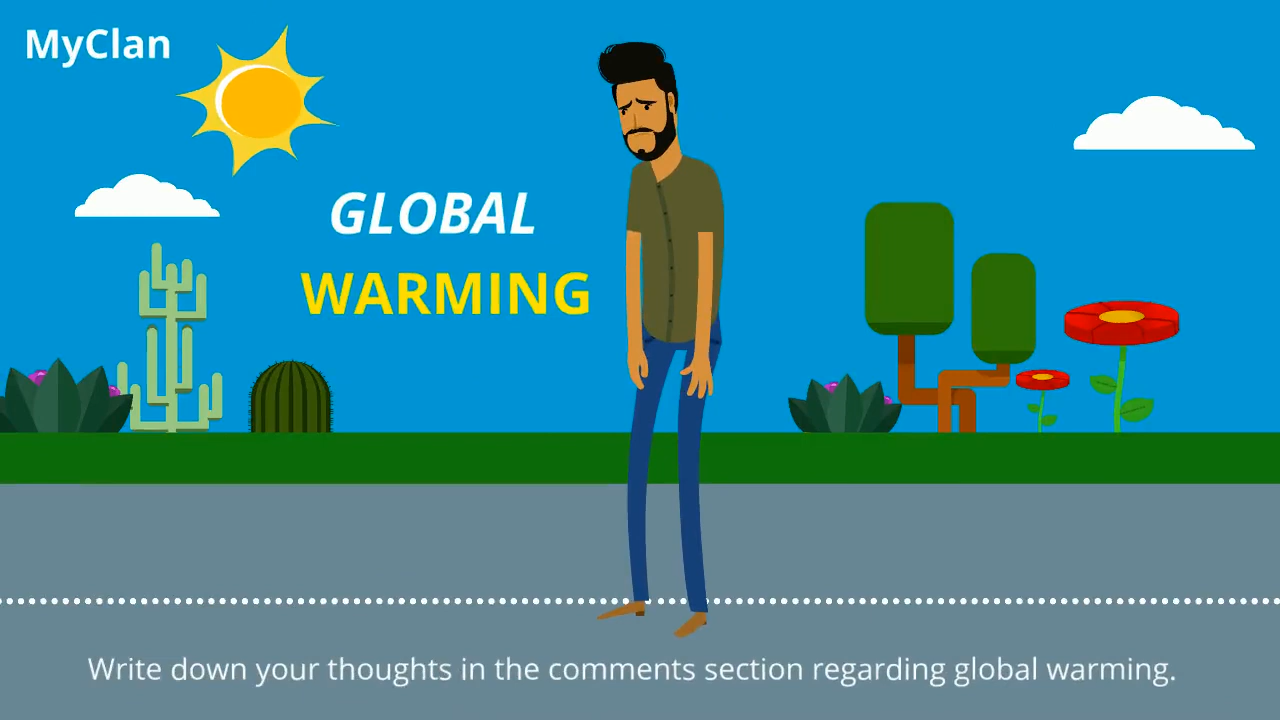 MyClan
GLOBAL
WARMING
Write down your thoughts in the comments section regarding global warming.